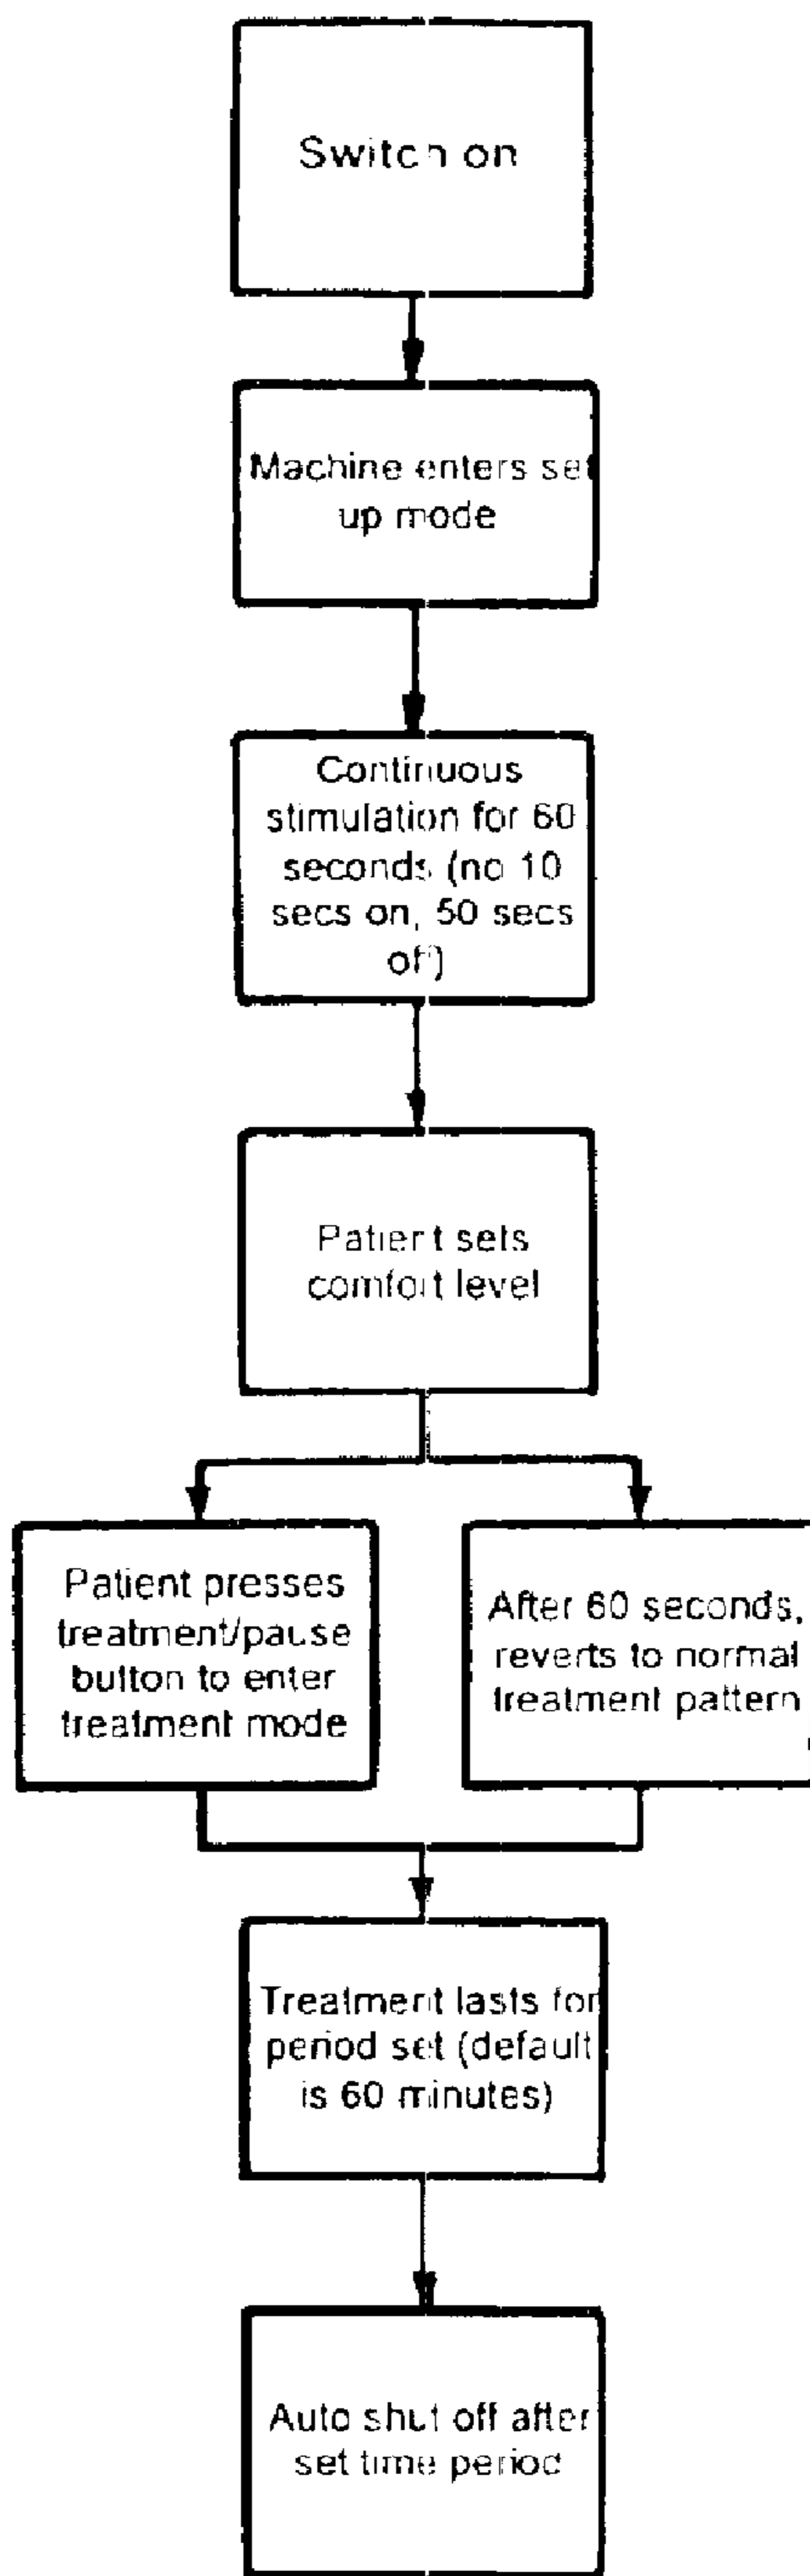 Switch on
Machine enters set
up mode
Continuous
stimulation for 60
seconds (no 10
secs on, 50 secs
off)
Patient sets
comfort level
Patient presses
treatment/pause
button to enter
treatment mode
After 60 seconds,
reverts to normal
treatment pattern
Treatment lasts for
period set (default
is 60 minutes)
Auto shut off after
set time period